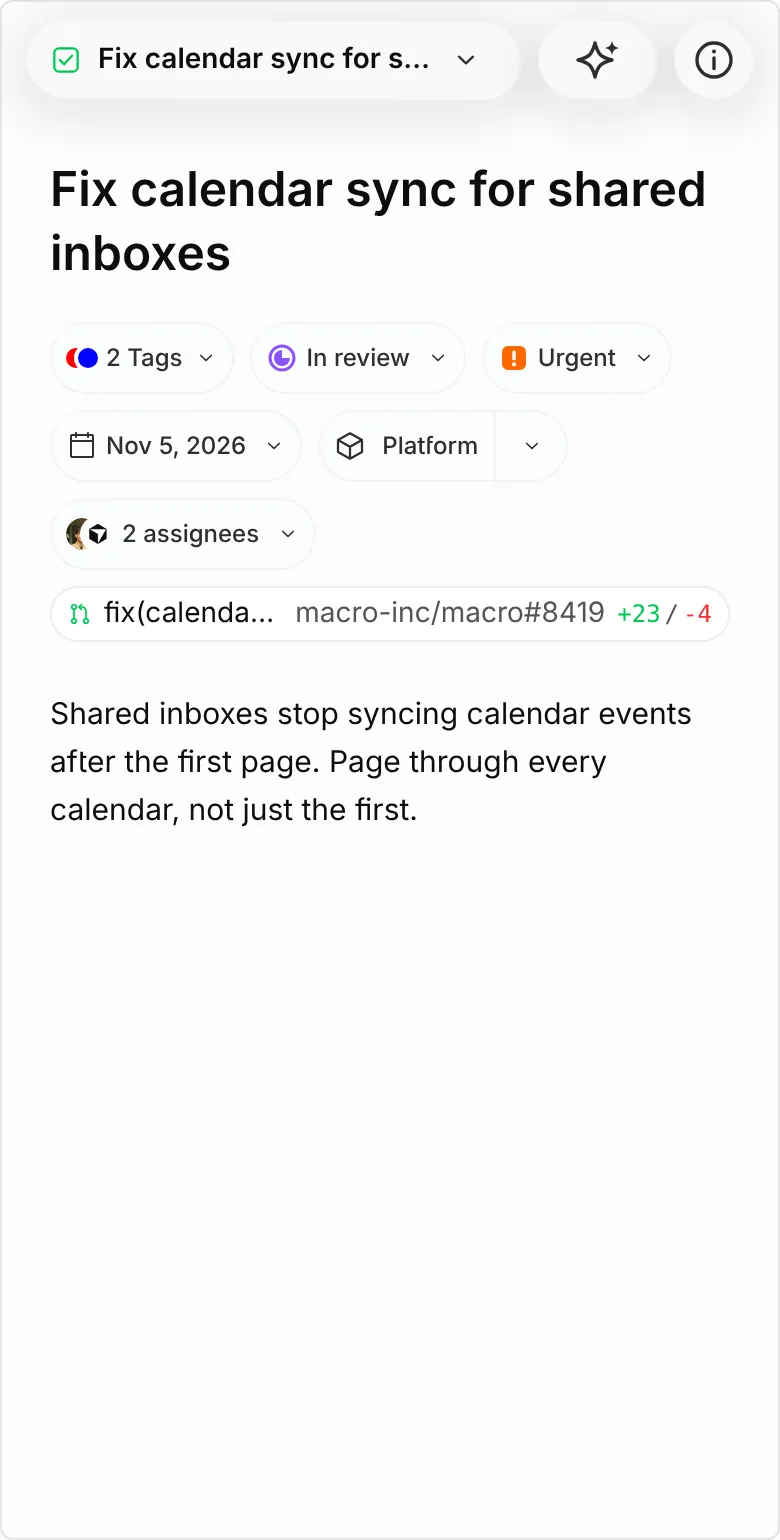 Fix calendar sync for s...
Fix calendar sync for shared
inboxes
2 Tags
In review
Urgent
Nov 5, 2026
Platform
2 assignees
fix(calenda... macro-inc/macro#8419 +23 / -4
Shared inboxes stop syncing calendar events
after the first page. Page through every
calendar, not just the first.